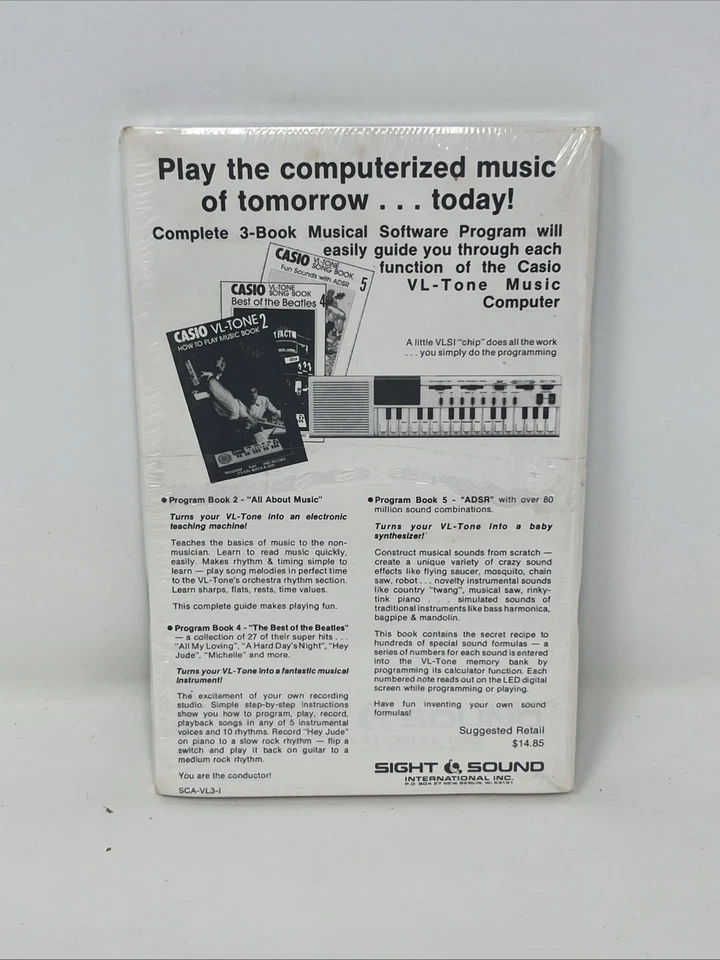 Play the computerized music
of tomorrow . . . today!
Complete 3-Book Musical Software Program will
easily guide you through each
function of the Casio
VL-Tone Music
Computer
CASIO VL-TONE
SONG BOOK 5
Fun Sounds with ADSR
CASIO VL-TONE
SONG BOOK 4
Best of the Beatles
CASIO VL-TONE 2
HOW TO PLAY MUSIC BOOK
A little VLSI "chip" does all the work
. . . you simply do the programming
● Program Book 2 - "All About Music"
Turns your VL-Tone into an electronic
teaching machine!
Teaches the basics of music to the non-
musician. Learn to read music quickly,
easily. Makes rhythm & timing simple to
learn — play song melodies in perfect time
to the VL-Tone's orchestra rhythm section.
Learn sharps, flats, rests, time values.
This complete guide makes playing fun.
● Program Book 4 - "The Best of the Beatles"
— a collection of 27 of their super hits . . .
"All My Loving", "A Hard Day's Night", "Hey
Jude", "Michelle" and more.
Turns your VL-Tone into a fantastic musical
instrument!
The excitement of your own recording
studio. Simple step-by-step instructions
show you how to program, play, record,
playback songs in any of 5 instrumental
voices and 10 rhythms. Record "Hey Jude"
on piano to a slow rock rhythm — flip a
switch and play it back on guitar to a
medium rock rhythm.
You are the conductor!
SCA-VL3-I
● Program Book 5 - "ADSR" with over 80
million sound combinations.
Turns your VL-Tone into a baby
synthesizer!
Construct musical sounds from scratch —
create a unique variety of crazy sound
effects like flying saucer, mosquito, chain
saw, robot . . . novelty instrumental sounds
like country "twang", musical saw, rinky-
tink piano . . . simulated sounds of
traditional instruments like bass harmonica,
bagpipe & mandolin.
This book contains the secret recipe to
hundreds of special sound formulas — a
series of numbers for each sound is entered
into the VL-Tone memory bank by
programming its calculator function. Each
numbered note reads out on the LED digital
screen while programming or playing.
Have fun inventing your own sound
formulas!
Suggested Retail
$14.85
SIGHT & SOUND
INTERNATIONAL INC.
P.O. BOX 27 NEW BERLIN, WI 53151